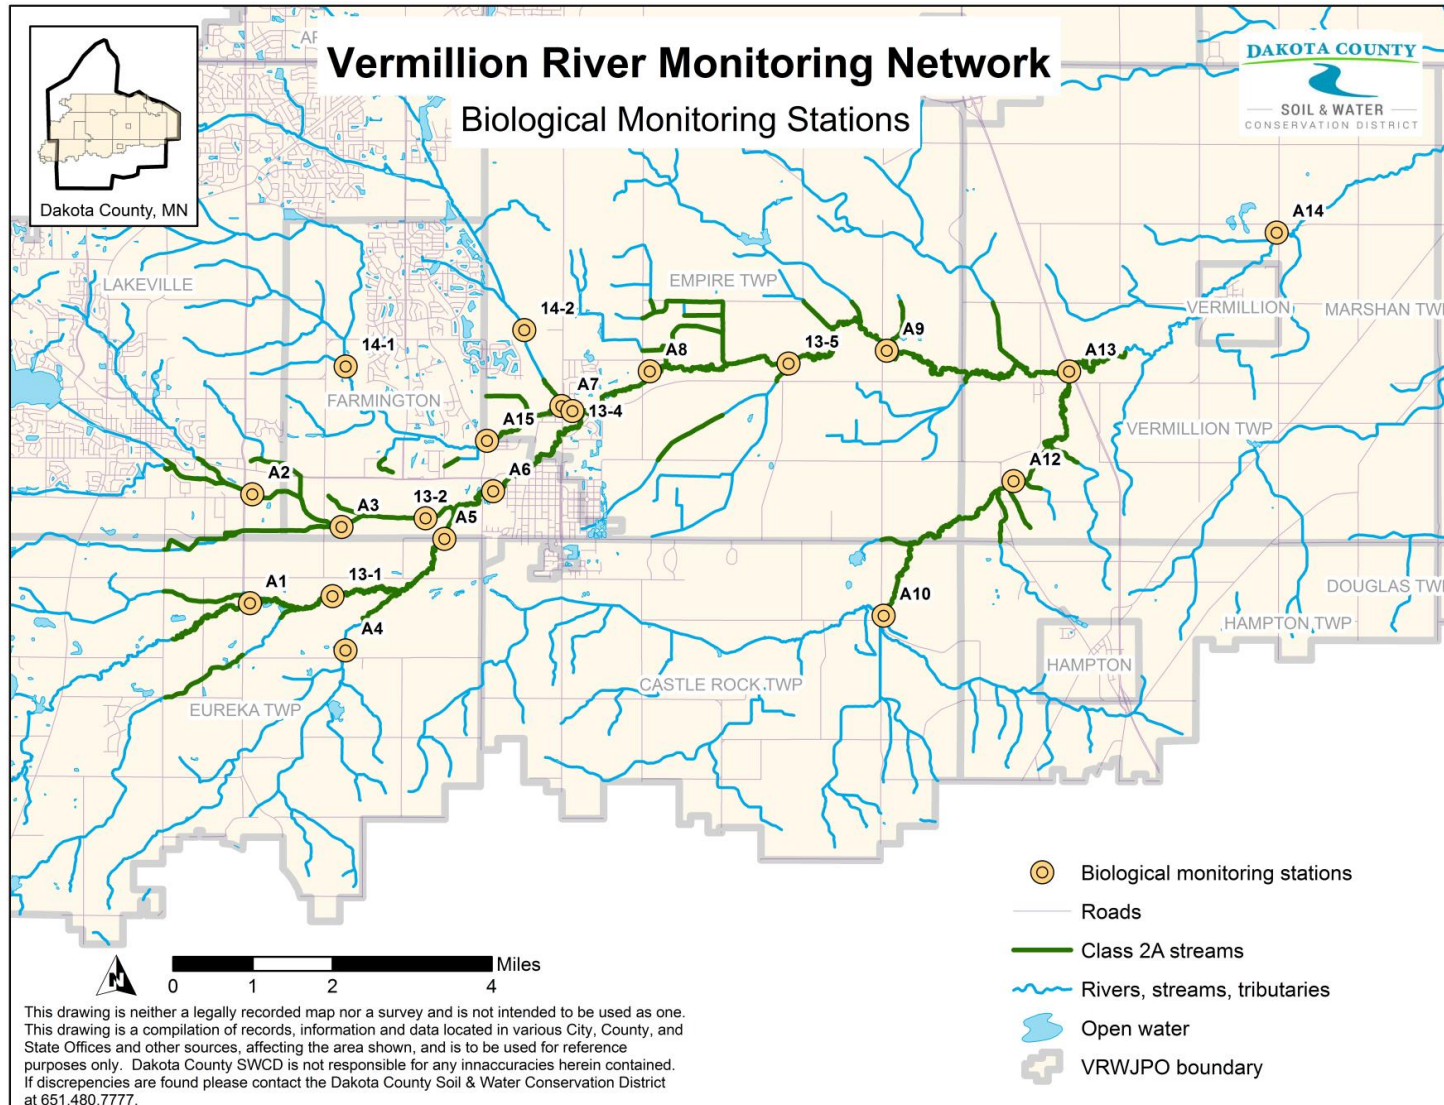 AP
Vermillion River Monitoring Network
Biological Monitoring Stations
DAKOTA COUNTY
SOIL & WATER
CONSERVATION DISTRICT
Dakota County, MN
A14
LAKEVILLE
EMPIRE TWP
VERMILLION
MARSHAN TW
14-2
14-1
A9
13-5
A8
A13
FARMINGTON
A7
13-4
A15
VERMILLION TWP
A12
A2
A6
13-2
A3
A5
A1
13-1
DOUGLAS TW
A10
HAMPTON TWP
A4
HAMPTON
CASTLE ROCK TWP
EUREKA TWP
Biological monitoring stations
Roads
Class 2A streams
Rivers, streams, tributaries
Open water
VRWJPO boundary
N
Miles
0 1 2 4
This drawing is neither a legally recorded map nor a survey and is not intended to be used as one.
This drawing is a compilation of records, information and data located in various City, County, and
State Offices and other sources, affecting the area shown, and is to be used for reference
purposes only. Dakota County SWCD is not responsible for any innaccuracies herein contained.
If discrepencies are found please contact the Dakota County Soil & Water Conservation District
at 651.480.7777.